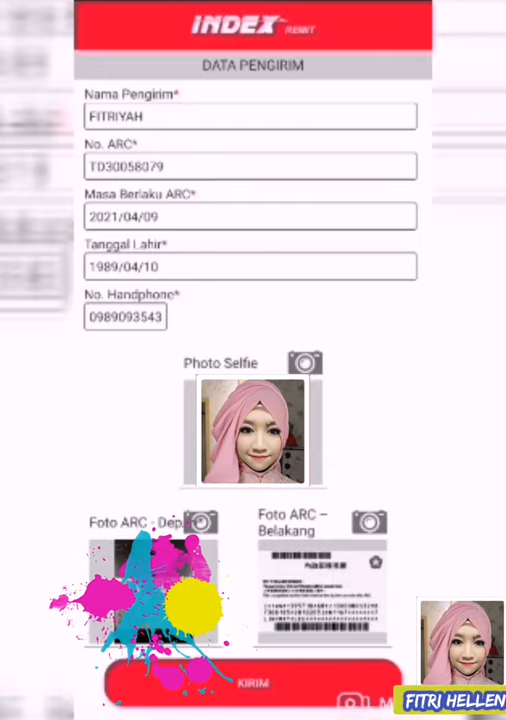 INDEX REMIT
DATA PENGIRIM
Nama Pengirim*
FITRIYAH
No. ARC*
TD30058079
Masa Berlaku ARC*
2021/04/09
Tanggal Lahir*
1989/04/10
No. Handphone*
0989093543
Photo Selfie
Foto ARC - Dep
Foto ARC –
Belakang
KIRIM
FITRI HELLEN